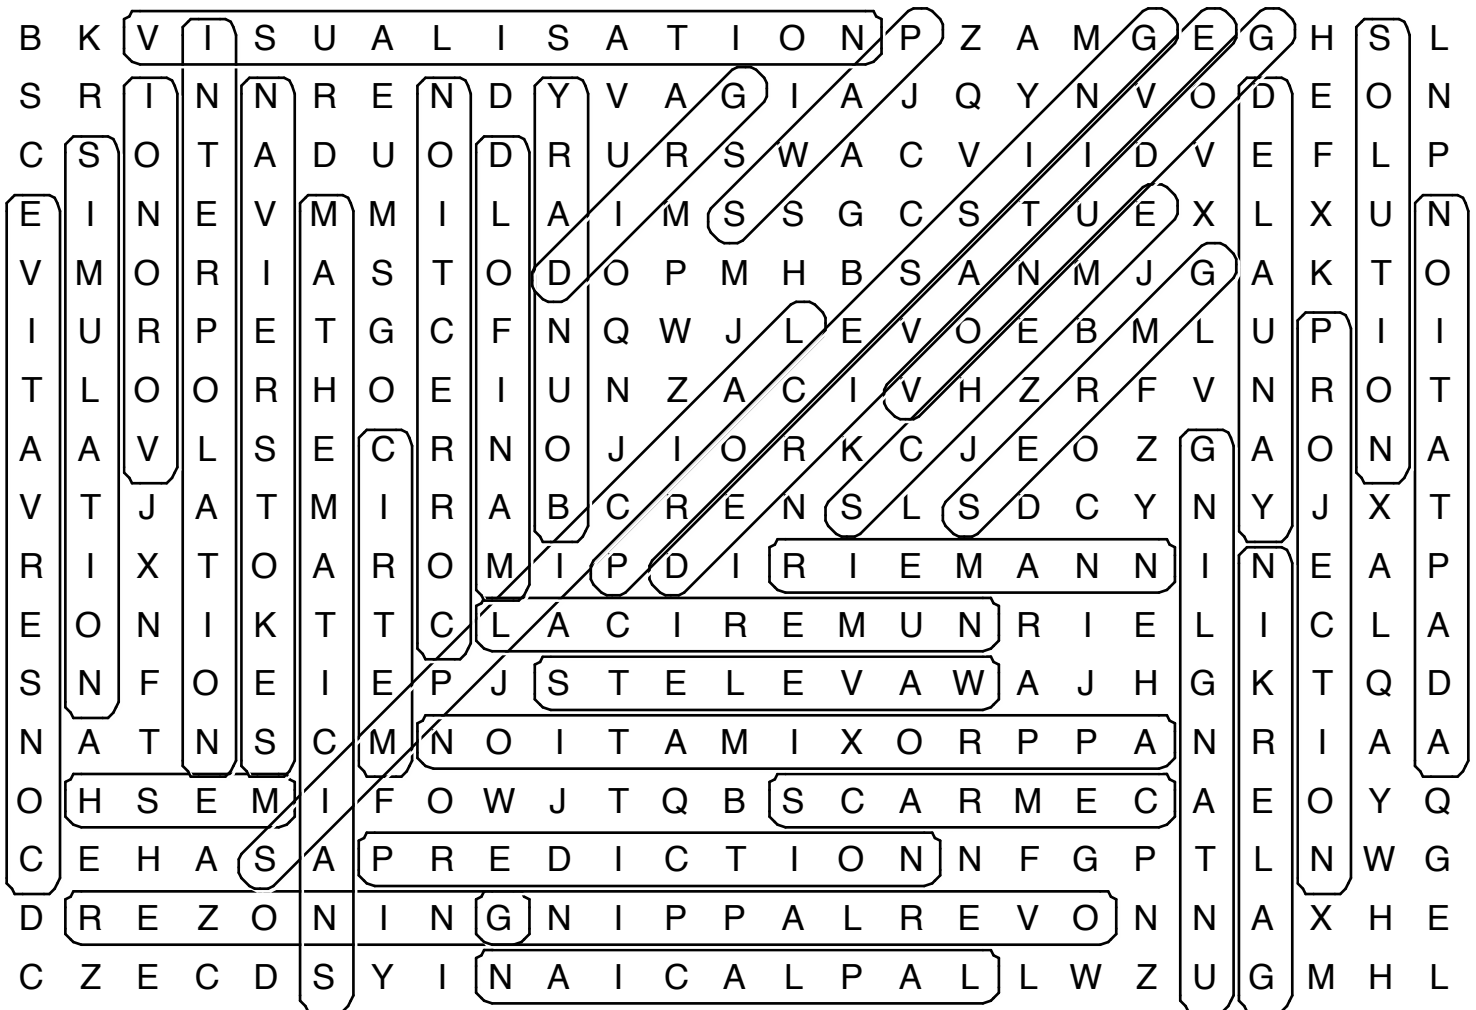 B K V I S U A L I S A T I O N P Z A M G E G H S L
S R I N N R E N D Y V A G I A J Q Y N V O D E O N
C S O T A D U O D R U R S W A C V I I D V E F L P
E I N E V M M I L A I M S S G C S T U E X L X U N
V M O R I A S T O D O P M H B S A N M J G A K T O
I U R P E T G C F N Q W J L E V O E B M L U P I I
T L O O R H O E I U N Z A C I V H Z R F V N R O T
A A V L S E C R N O J I O R K C J E O Z G A O N A
V T J A T M I R A B C R E N S L S D C Y N Y J X T
R I X T O A R O M I P D I R I E M A N N I N E A P
E O N I K T T C L A C I R E M U N R I E L I C L A
S N F O E I E P J S T E L E V A W A J H G K T Q D
N A T N S C M N O I T A M I X O R P P A N R I A A
O H S E M I F O W J T Q B S C A R M E C A E O Y Q
C E H A S A P R E D I C T I O N N F G P T L N W G
D R E Z O N I N G N I P P A L R E V O N N A X H E
C Z E C D S Y I N A I C A L P A L L W Z U G M H L